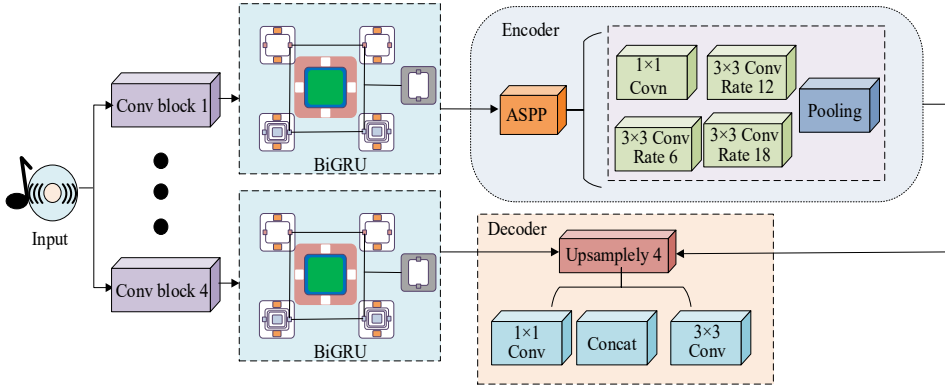 Input
Conv block 1
Conv block 4
BiGRU
BiGRU
Encoder
ASPP
1×1
Covn
3×3 Conv
Rate 12
3×3 Conv
Rate 6
3×3 Conv
Rate 18
Pooling
Decoder
Upsamplely 4
1×1
Conv
Concat
3×3
Conv